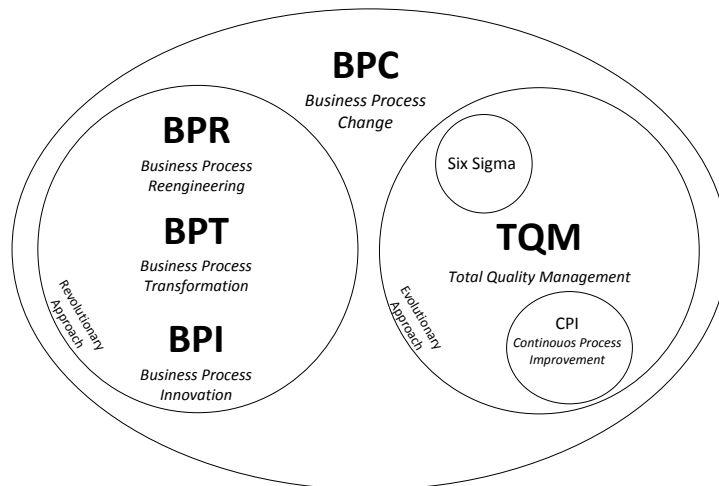 BPC
Business Process
Change
BPR
Business Process
Reengineering
BPT
Business Process
Transformation
BPI
Business Process
Innovation
Revolutionary
Approach
Six Sigma
TQM
Total Quality Management
Evolutionary
Approach
CPI
Continouos Process
Improvement